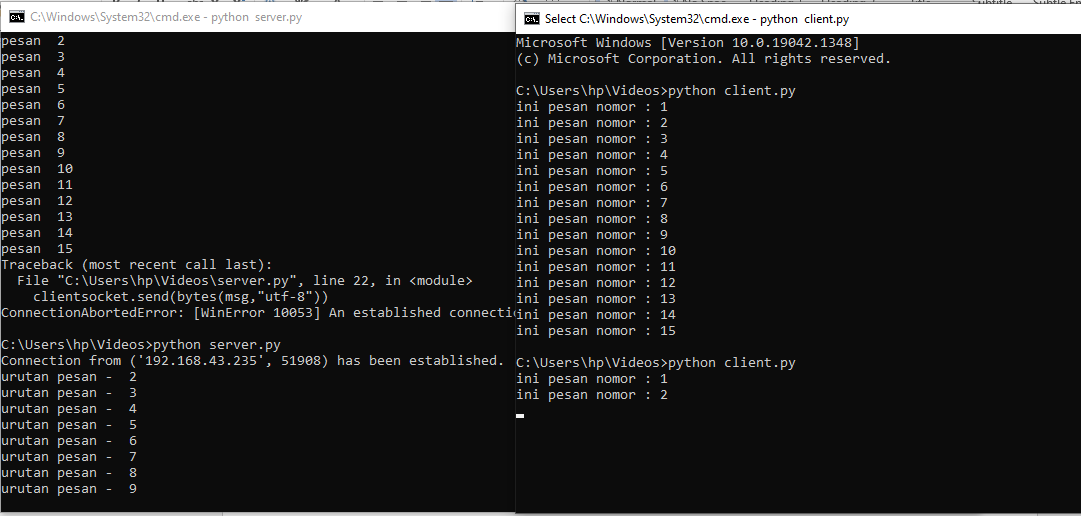 C:\Windows\System32\cmd.exe - python server.py
pesan 2
pesan 3
pesan 4
pesan 5
pesan 6
pesan 7
pesan 8
pesan 9
pesan 10
pesan 11
pesan 12
pesan 13
pesan 14
pesan 15
Traceback (most recent call last):
File "C:\Users\hp\Videos\server.py", line 22, in <module>
clientsocket.send(bytes(msg,"utf-8"))
ConnectionAbortedError: [WinError 10053] An established connecti
C:\Users\hp\Videos>python server.py
Connection from ('192.168.43.235', 51908) has been established.
urutan pesan - 2
urutan pesan - 3
urutan pesan - 4
urutan pesan - 5
urutan pesan - 6
urutan pesan - 7
urutan pesan - 8
urutan pesan - 9
Select C:\Windows\System32\cmd.exe - python client.py
Microsoft Windows [Version 10.0.19042.1348]
(c) Microsoft Corporation. All rights reserved.
C:\Users\hp\Videos>python client.py
ini pesan nomor : 1
ini pesan nomor : 2
ini pesan nomor : 3
ini pesan nomor : 4
ini pesan nomor : 5
ini pesan nomor : 6
ini pesan nomor : 7
ini pesan nomor : 8
ini pesan nomor : 9
ini pesan nomor : 10
ini pesan nomor : 11
ini pesan nomor : 12
ini pesan nomor : 13
ini pesan nomor : 14
ini pesan nomor : 15
C:\Users\hp\Videos>python client.py
ini pesan nomor : 1
ini pesan nomor : 2